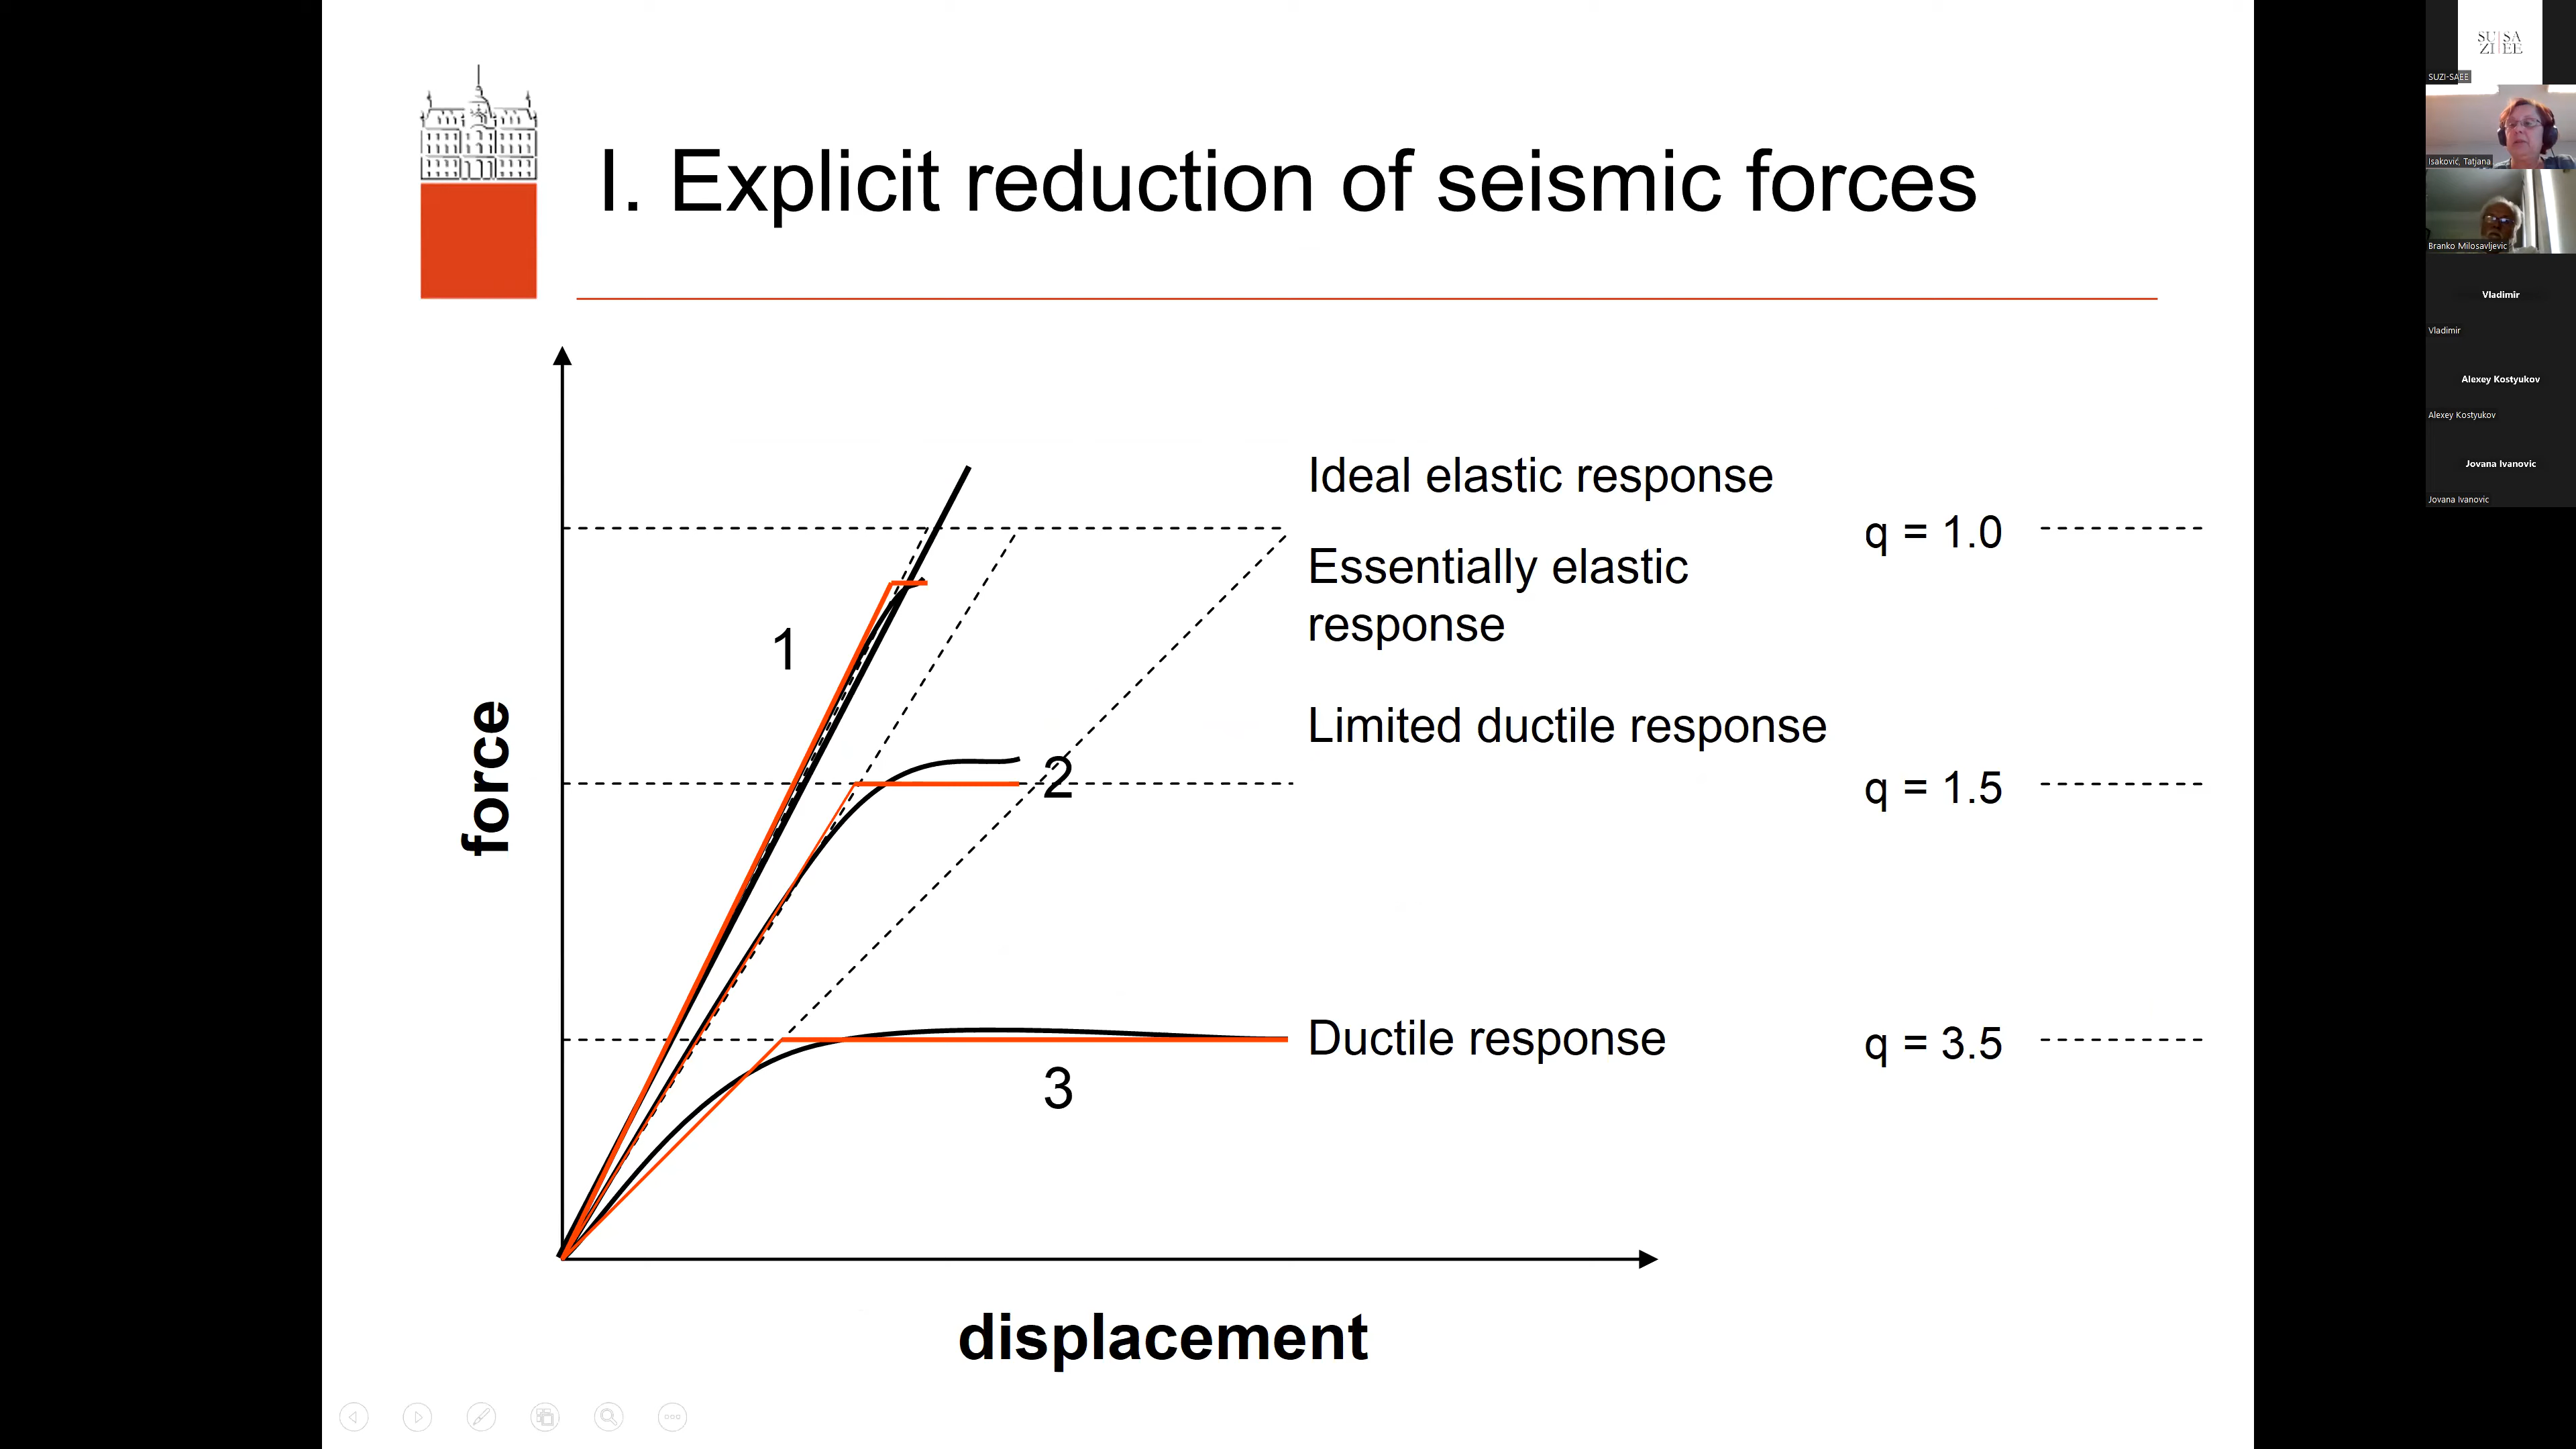 I. Explicit reduction of seismic forces
force
displacement
1
2
3
Ideal elastic response
q = 1.0
Essentially elastic
response
Limited ductile response
q = 1.5
Ductile response
q = 3.5
SU|SA
ZI|EE
SUZI-SAEE
Isaković, Tatjana
Branko Milosavljevic
Vladimir
Vladimir
Alexey Kostyukov
Alexey Kostyukov
Jovana Ivanovic
Jovana Ivanovic